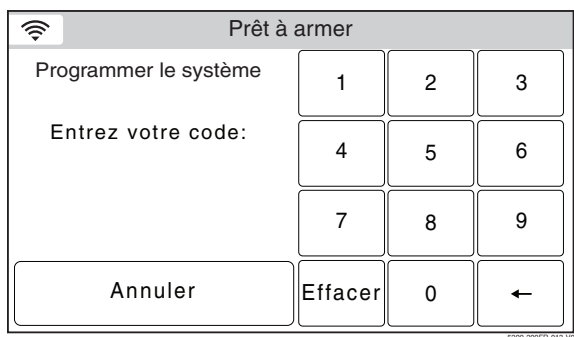 Prêt à armer
Programmer le système
Entrez votre code:
1 2 3
4 5 6
7 8 9
Annuler Effacer 0 ←